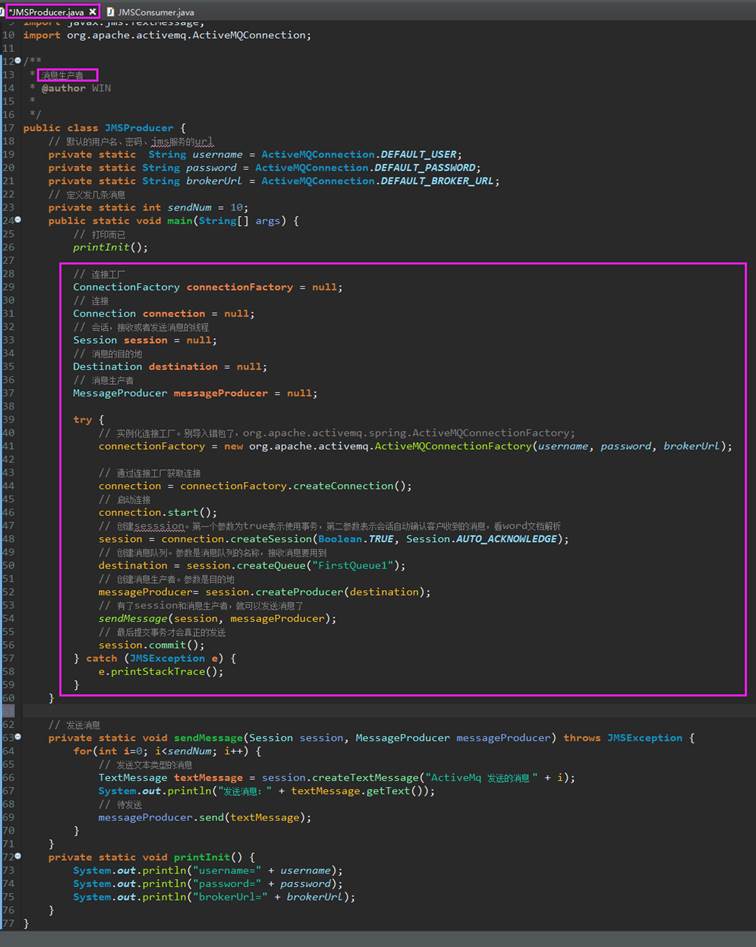 *JMSProducer.java JMSConsumer.java
9 import javax.jms.TextMessage;
10 import org.apache.activemq.ActiveMQConnection;
11
12 /**
13 * 消息生产者
14 * @author WIN
15 *
16 */
17 public class JMSProducer {
18 // 默认的用户名、密码、jms服务的url
19 private static String username = ActiveMQConnection.DEFAULT_USER;
20 private static String password = ActiveMQConnection.DEFAULT_PASSWORD;
21 private static String brokerUrl = ActiveMQConnection.DEFAULT_BROKER_URL;
22 // 定义发几条消息
23 private static int sendNum = 10;
24 public static void main(String[] args) {
25 // 打印而已
26 printInit();
27
28 // 连接工厂
29 ConnectionFactory connectionFactory = null;
30 // 连接
31 Connection connection = null;
32 // 会话，接收或者发送消息的线程
33 Session session = null;
34 // 消息的目的地
35 Destination destination = null;
36 // 消息生产者
37 MessageProducer messageProducer = null;
38
39 try {
40 // 实例化连接工厂。别导入错包了，org.apache.activemq.spring.ActiveMQConnectionFactory;
41 connectionFactory = new org.apache.activemq.ActiveMQConnectionFactory(username, password, brokerUrl);
42
43 // 通过连接工厂获取连接
44 connection = connectionFactory.createConnection();
45 // 启动连接
46 connection.start();
47 // 创建sesssion。第一个参数为true表示使用事务，第二参数表示会话自动确认客户收到的消息，看word文档解析
48 session = connection.createSession(Boolean.TRUE, Session.AUTO_ACKNOWLEDGE);
49 // 创建消息队列。参数是消息队列的名称，接收消息要用到
50 destination = session.createQueue("FirstQueue1");
51 // 创建消息生产者。参数是目的地
52 messageProducer= session.createProducer(destination);
53 // 有了session和消息生产者，就可以发送消息了
54 sendMessage(session, messageProducer);
55 // 最后提交事务才会真正的发送
56 session.commit();
57 } catch (JMSException e) {
58 e.printStackTrace();
59 }
60 }
61
62 // 发送消息
63 private static void sendMessage(Session session, MessageProducer messageProducer) throws JMSException {
64 for(int i=0; i<sendNum; i++) {
65 // 发送文本类型的消息
66 TextMessage textMessage = session.createTextMessage("ActiveMq 发送的消息" + i);
67 System.out.println("发送消息：" + textMessage.getText());
68 // 待发送
69 messageProducer.send(textMessage);
70 }
71 }
72 private static void printInit() {
73 System.out.println("username=" + username);
74 System.out.println("password=" + password);
75 System.out.println("brokerUrl=" + brokerUrl);
76 }
77 }